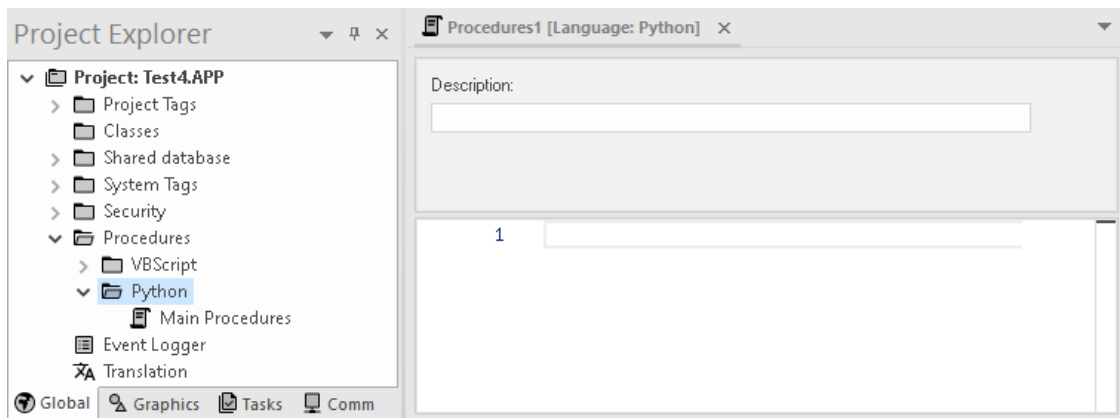 Project Explorer
Project: Test4.APP
Project Tags
Classes
Shared database
System Tags
Security
Procedures
VBScript
Python
Main Procedures
Event Logger
Translation
Global Graphics Tasks Comm
Procedures1 [Language: Python]
Description:
1